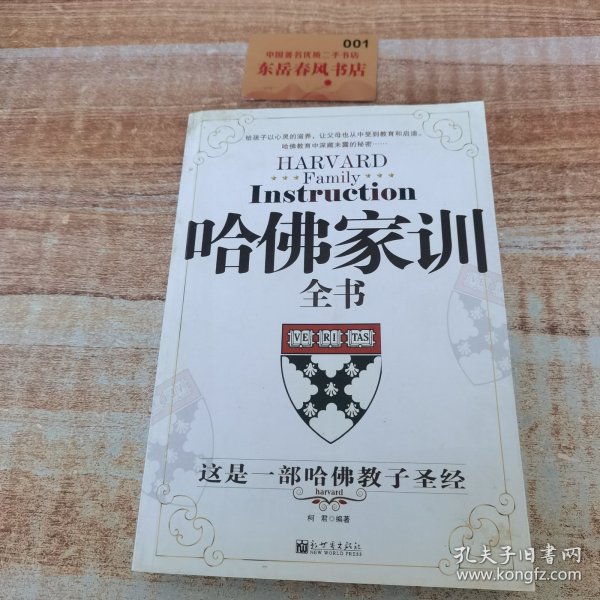 001
中国著名优质二手书店
东岳春风书店
给孩子以心灵的滋养，让父母也从中受到教育和启迪。
哈佛教育中深藏未露的秘密……
HARVARD
Family
Instruction
哈佛家训
全书
VE RI TAS
这是一部哈佛教子圣经
harvard
柯君◎编著
新世界出版社
NEW WORLD PRESS
孔夫子旧书网
www.kongfz.com